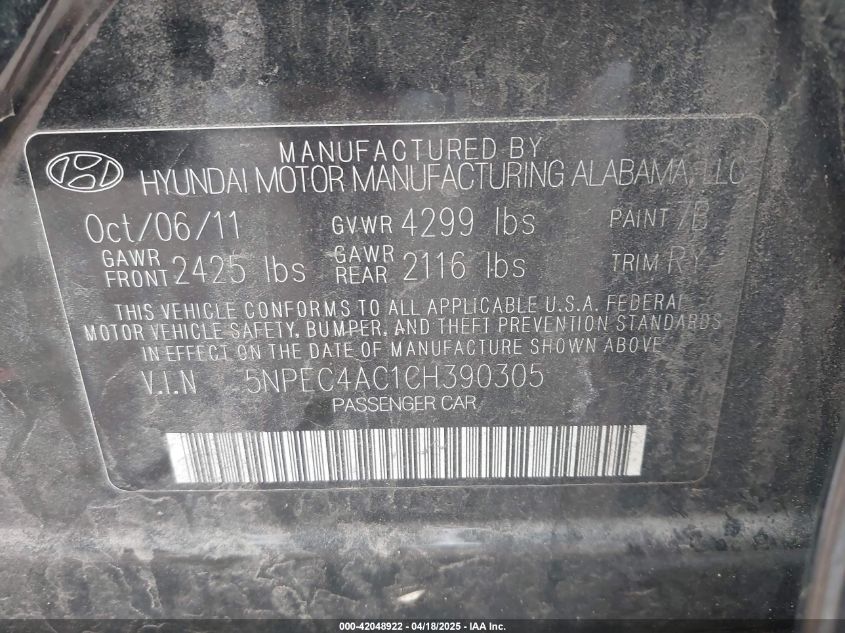 MANUFACTURED BY
HYUNDAI MOTOR MANUFACTURING ALABAMA, LLC
Oct/06/11 GVWR 4299 lbs PAINT 7B
GAWR FRONT 2425 lbs GAWR REAR 2116 lbs TRIM RY
THIS VEHICLE CONFORMS TO ALL APPLICABLE U.S.A. FEDERAL
MOTOR VEHICLE SAFETY, BUMPER, AND THEFT PREVENTION STANDARDS
IN EFFECT ON THE DATE OF MANUFACTURE SHOWN ABOVE
V.I.N 5NPEC4AC1CH390305
PASSENGER CAR
000-42048922 - 04/18/2025 - IAA Inc.